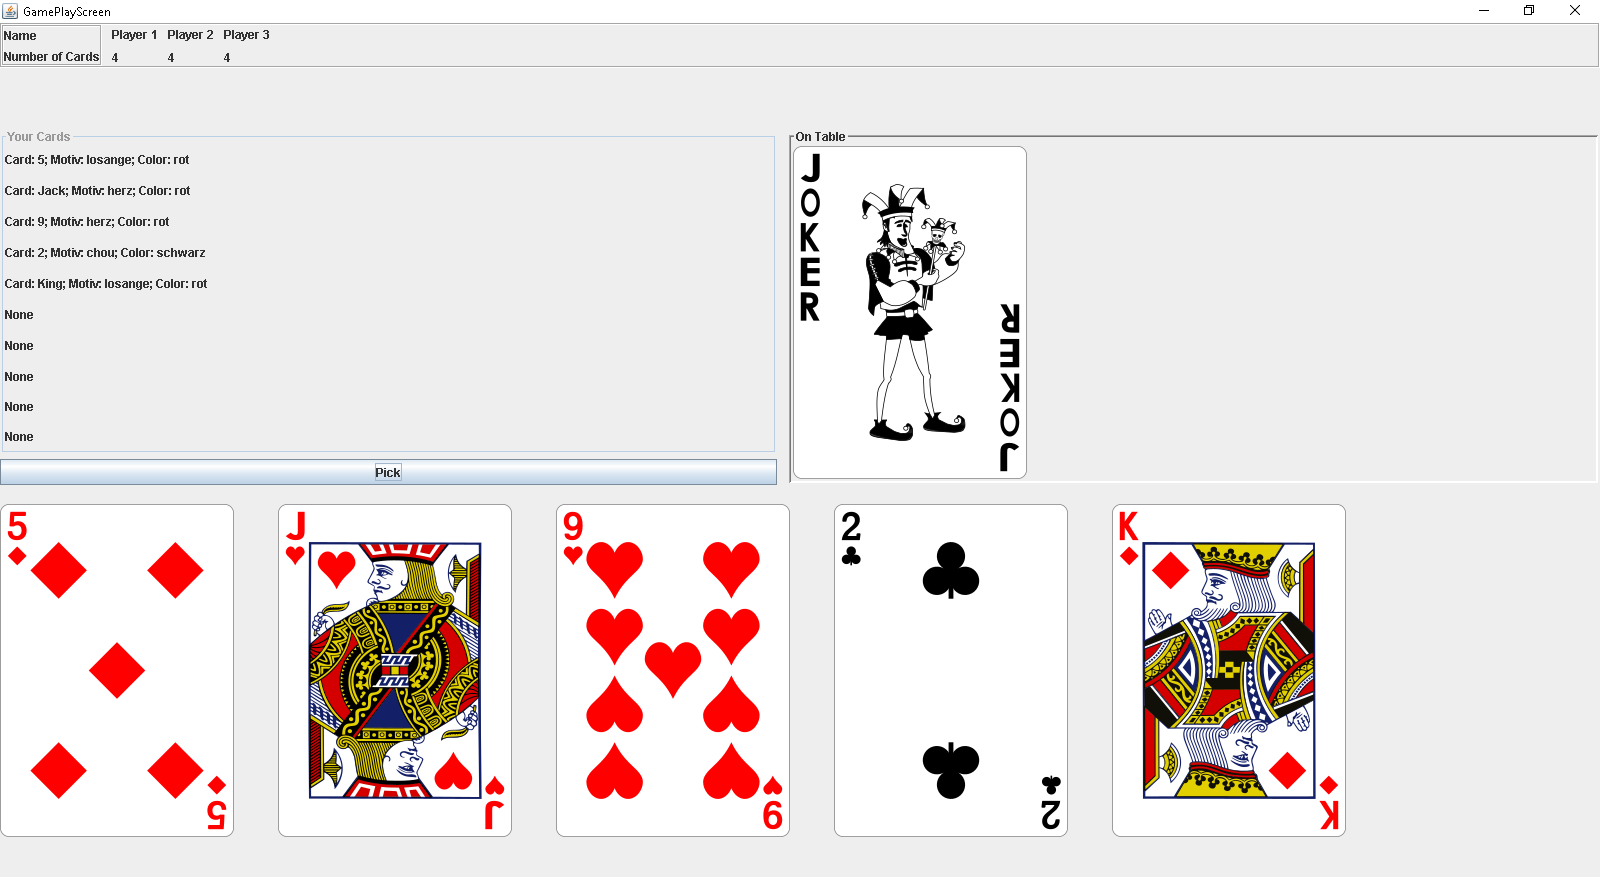 GamePlayScreen
Name Player 1 Player 2 Player 3
Number of Cards 4 4 4
Your Cards
Card: 5; Motiv: losange; Color: rot
Card: Jack; Motiv: herz; Color: rot
Card: 9; Motiv: herz; Color: rot
Card: 2; Motiv: chou; Color: schwarz
Card: King; Motiv: losange; Color: rot
None
None
None
None
None
Pick
On Table
JOKER
JOKER
5
5
J
J
9
9
2
2
K
K